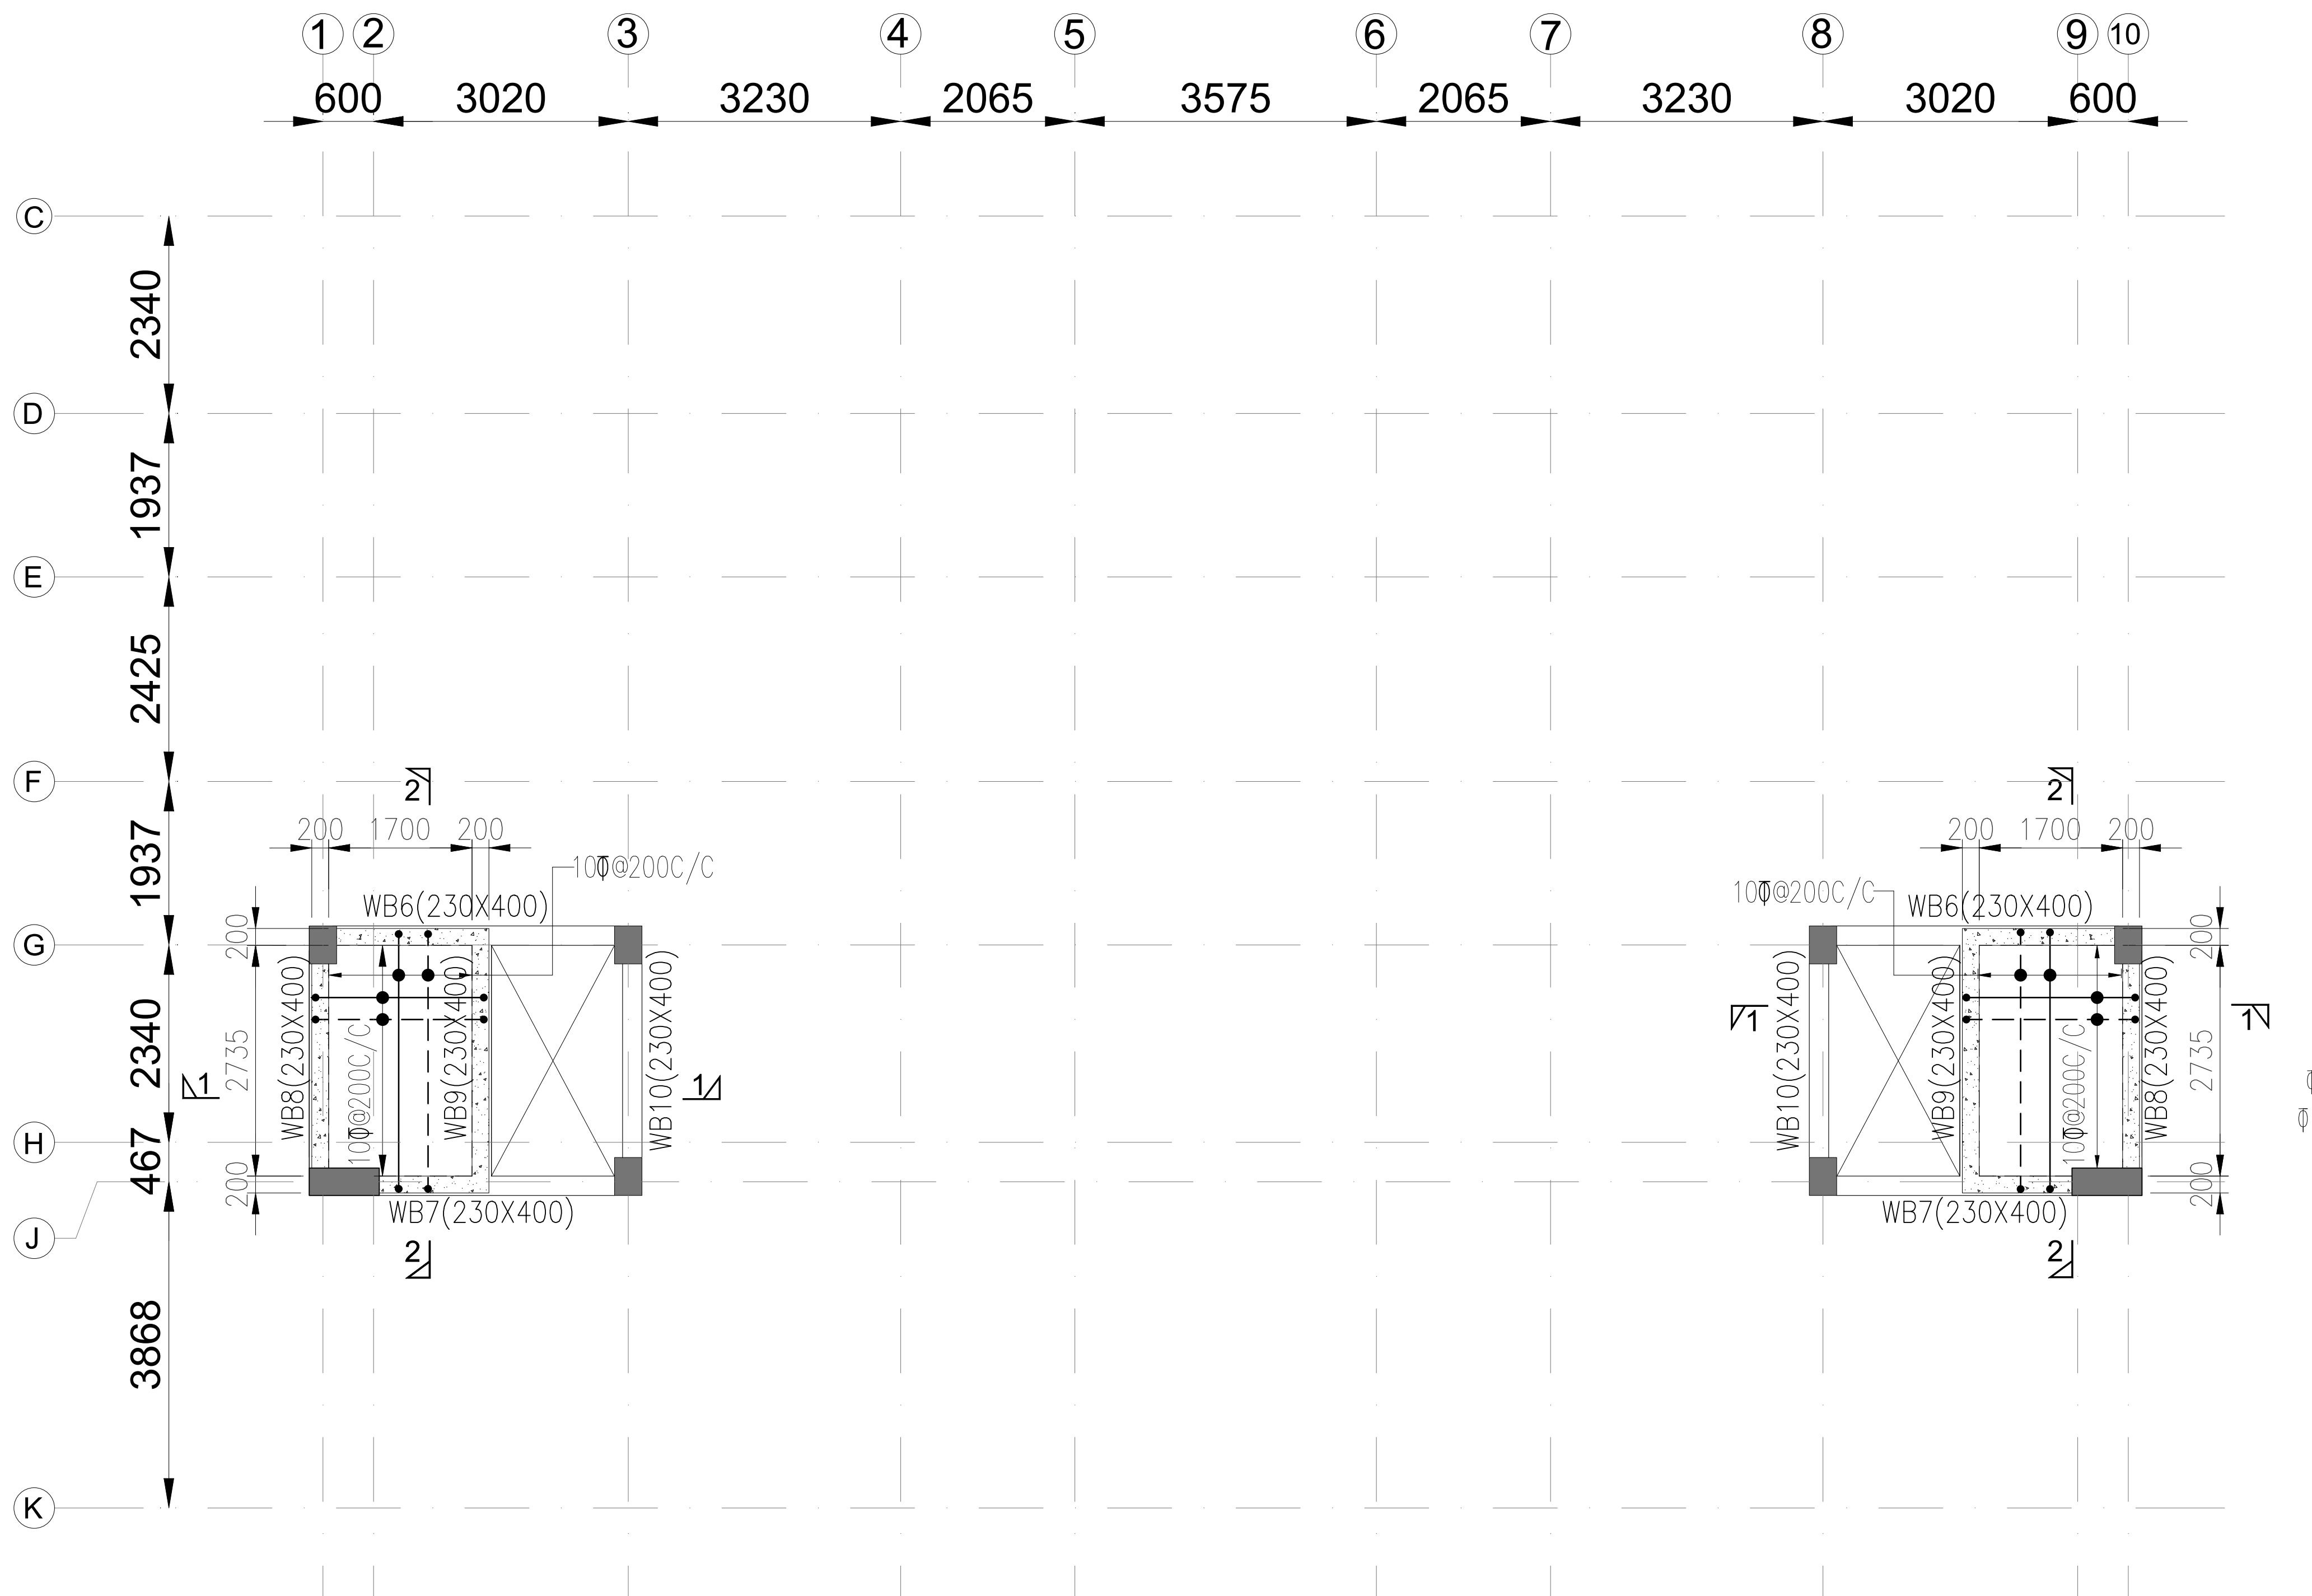 1 2 3 4 5 6 7 8 9 10
600 3020 3230 2065 3575 2065 3230 3020 600
C
2340
D
1937
E
2425
F
1937
G
2340
H
467
J
3868
K
2
200 1700 200
10Φ@200C/C
WB6(230X400)
200
2735
200
WB8(230X400)
10Φ@200C/C
WB9(230X400)
WB10(230X400)
1
1
WB7(230X400)
2
2
200 1700 200
10Φ@200C/C
WB6(230X400)
200
2735
200
WB10(230X400)
WB9(230X400)
10Φ@200C/C
WB8(230X400)
1
1
WB7(230X400)
2
Φ
Φ